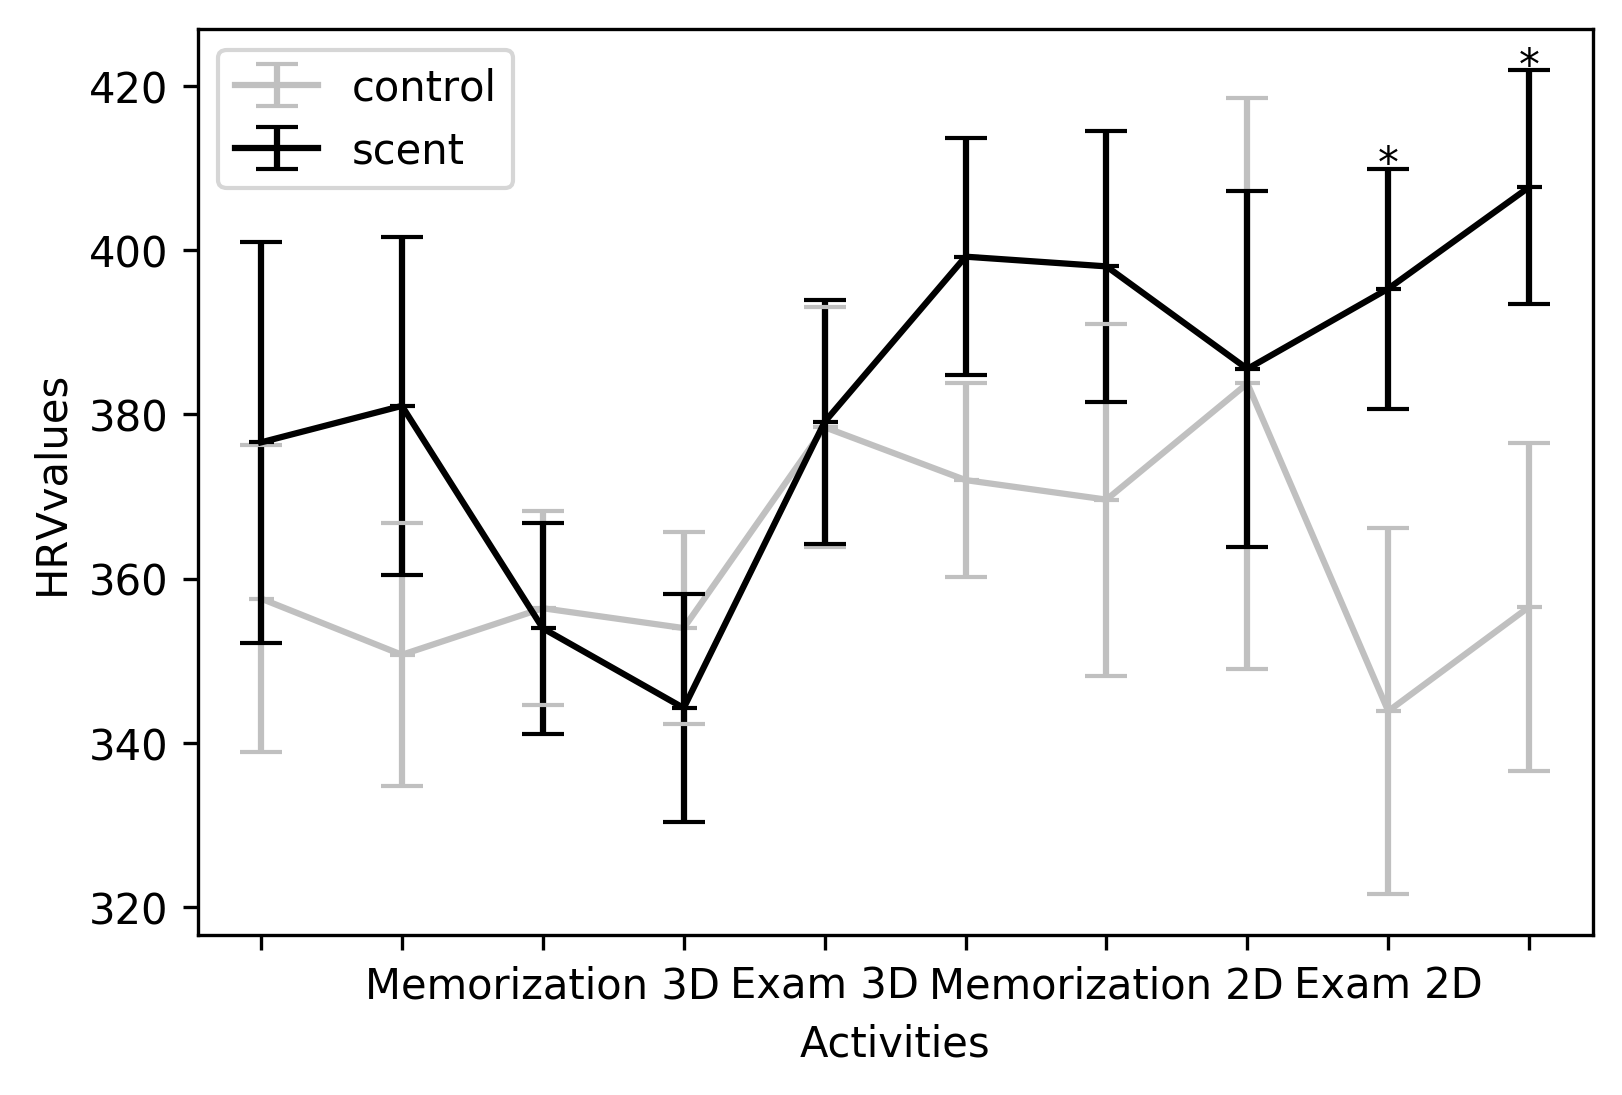 control
scent
*
*
420
400
380
360
340
320
HRVvalues
Memorization 3D Exam 3D Memorization 2D Exam 2D
Activities